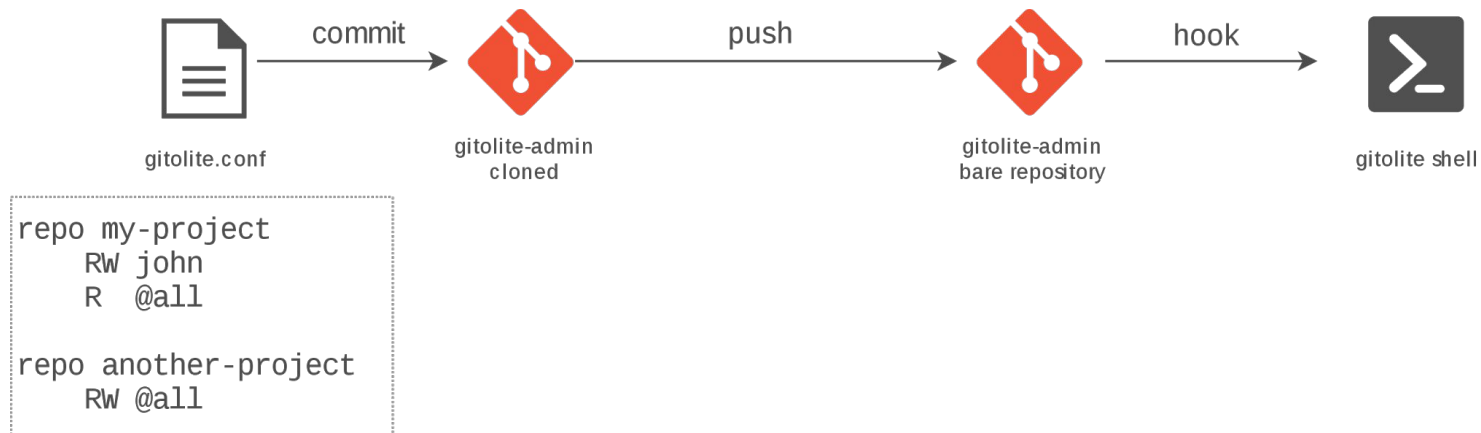 commit
push
hook
gitolite.conf
gitolite-admin
cloned
gitolite-admin
bare repository
gitolite shell
repo my-project
    RW john
    R  @all

repo another-project
    RW @all